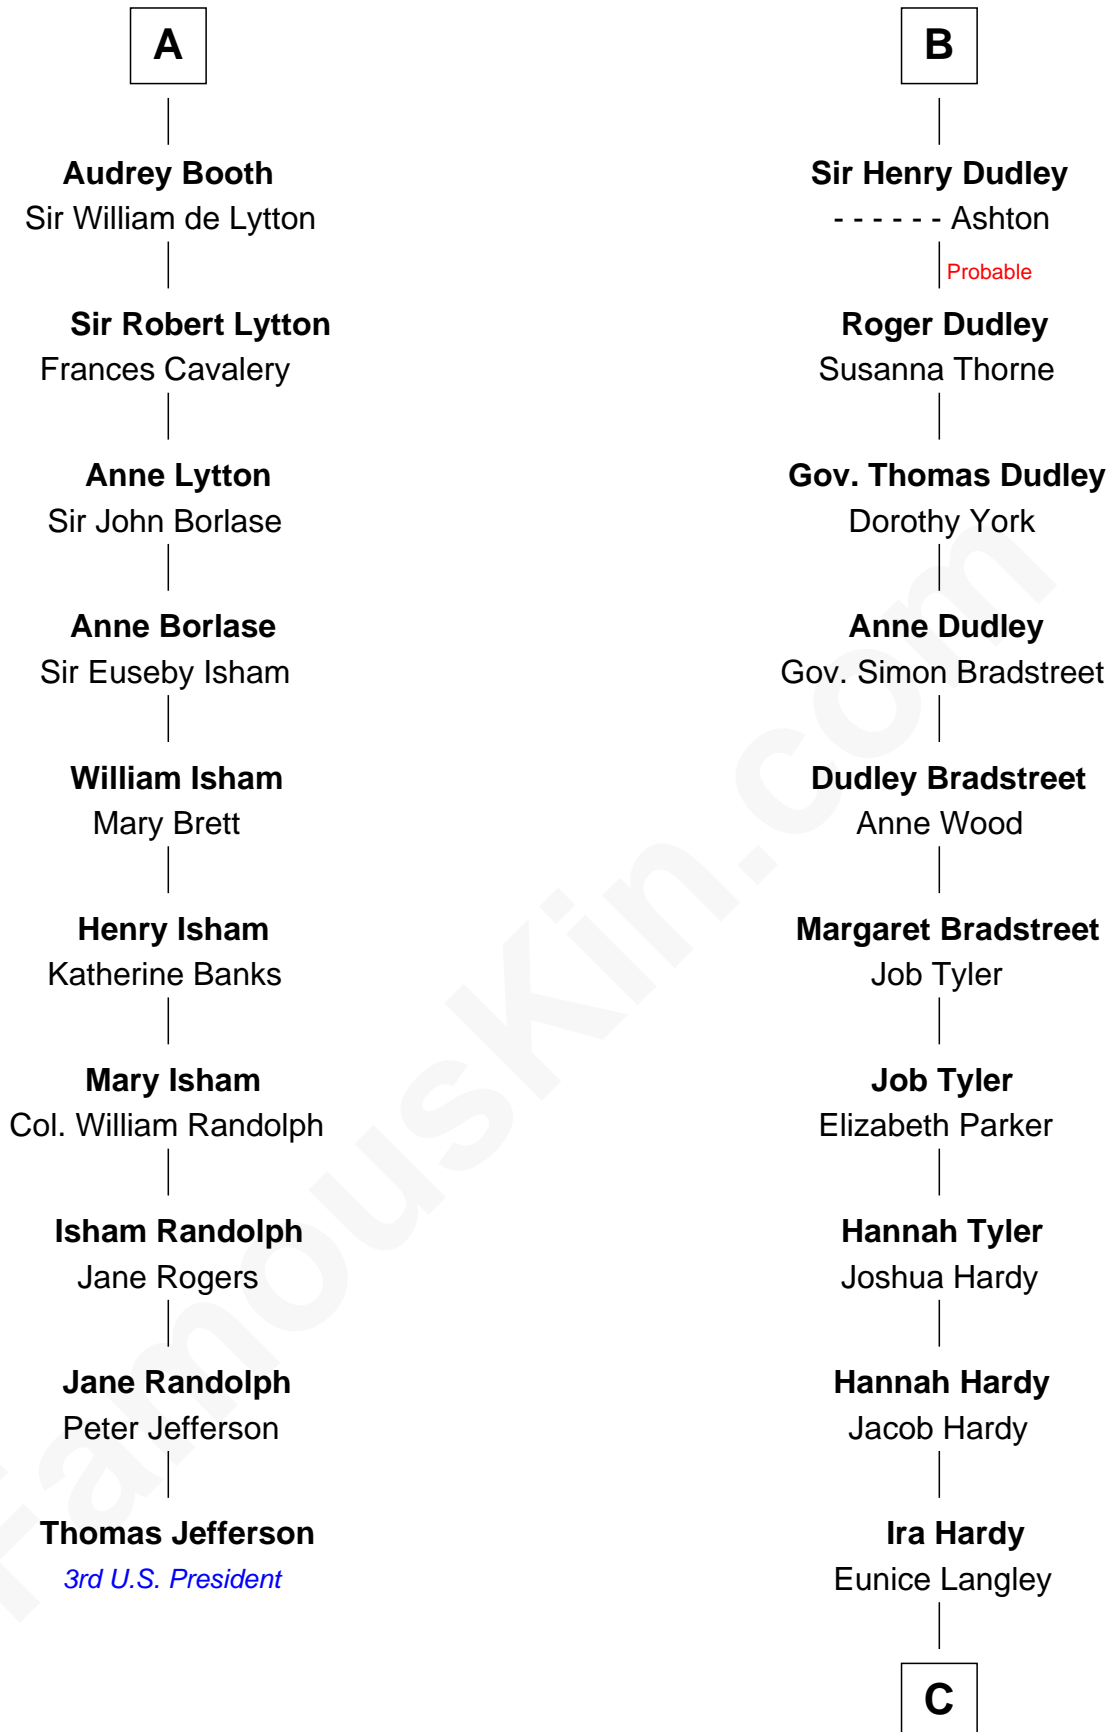 A
Audrey Booth
Sir William de Lytton
Sir Robert Lytton
Frances Cavalery
Anne Lytton
Sir John Borlase
Anne Borlase
Sir Euseby Isham
William Isham
Mary Brett
Henry Isham
Katherine Banks
Mary Isham
Col. William Randolph
Isham Randolph
Jane Rogers
Jane Randolph
Peter Jefferson
Thomas Jefferson
3rd U.S. President
B
Sir Henry Dudley
- - - - - - Ashton
Probable
Roger Dudley
Susanna Thorne
Gov. Thomas Dudley
Dorothy York
Anne Dudley
Gov. Simon Bradstreet
Dudley Bradstreet
Anne Wood
Margaret Bradstreet
Job Tyler
Job Tyler
Elizabeth Parker
Hannah Tyler
Joshua Hardy
Hannah Hardy
Jacob Hardy
Ira Hardy
Eunice Langley
C
FamousKin.com